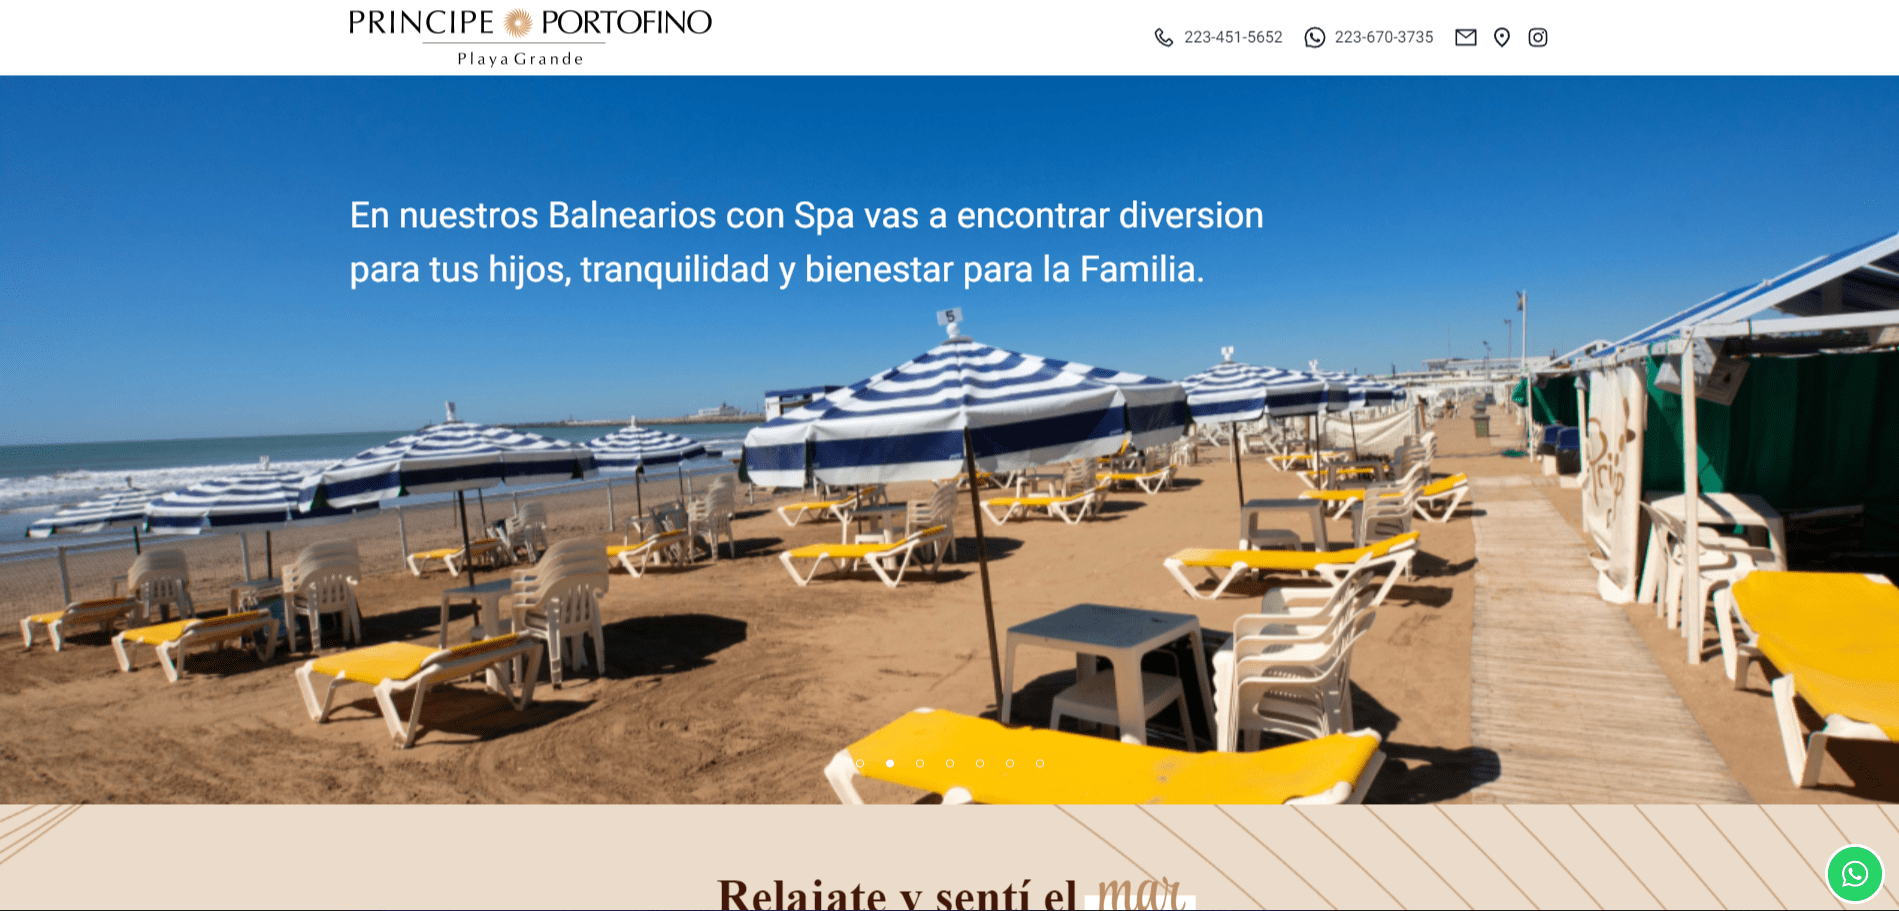 PRINCIPE PORTOFINO
Playa Grande
223-451-5652
223-670-3735
En nuestros Balnearios con Spa vas a encontrar diversion
para tus hijos, tranquilidad y bienestar para la Familia.
5
Relajate y sentí el mar